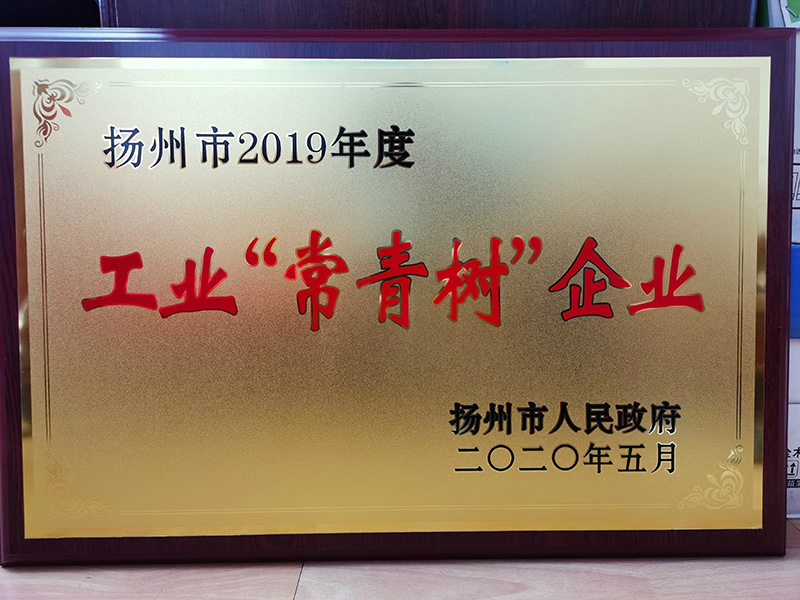 扬州市2019年度
工业“常青树”企业
扬州市人民政府
二〇二〇年五月